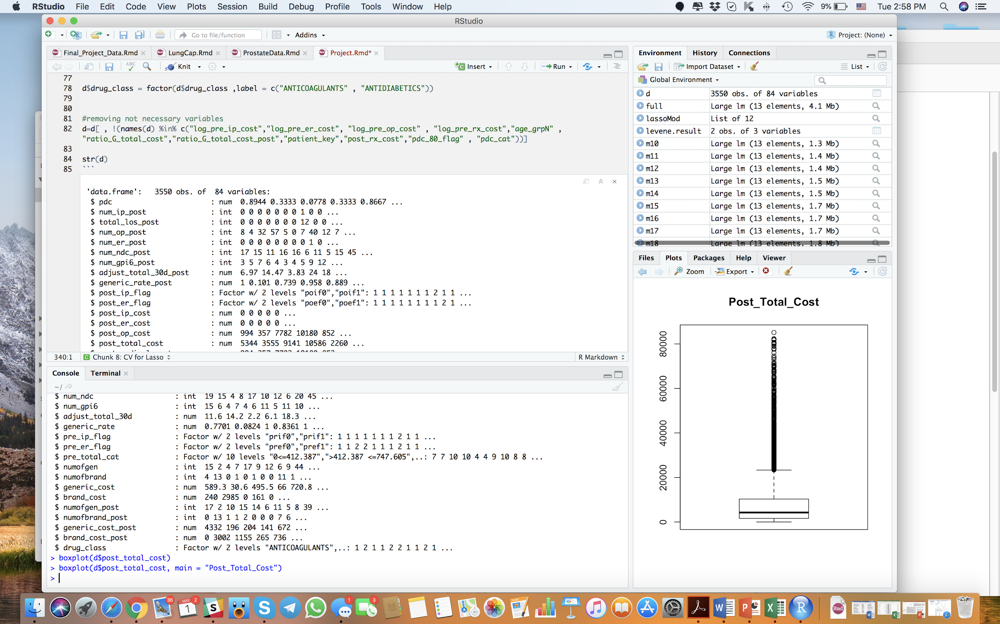 RStudio File Edit Code View Plots Session Build Debug Profile Tools Window Help 9% Tue 2:58 PM
RStudio
Go to file/function Addins Project: (None)
Final_Project_Data.Rmd LungCap.Rmd ProstateData.Rmd Project.Rmd*
ABC Knit Insert Run
77
78 d$drug_class = factor(d$drug_class ,label = c("ANTICOAGULANTS" , "ANTIDIABETICS"))
79
80
81 #removing not necessary variables
82 d=d[ , !(names(d) %in% c("log_pre_ip_cost","log_pre_er_cost", "log_pre_op_cost" , "log_pre_rx_cost","age_grpN" ,
"ratio_G_total_cost","ratio_G_total_cost_post","patient_key","post_rx_cost","pdc_80_flag" , "pdc_cat"))]
83
84 str(d)
85 ```
'data.frame': 3550 obs. of 84 variables:
$ pdc : num 0.8944 0.3333 0.0778 0.3333 0.8667 ...
$ num_ip_post : int 0 0 0 0 0 0 0 1 0 0 ...
$ total_los_post : int 0 0 0 0 0 0 0 12 0 0 ...
$ num_op_post : int 8 4 32 57 5 0 7 40 12 7 ...
$ num_er_post : int 0 0 0 0 0 0 0 0 1 0 ...
$ num_ndc_post : int 17 15 11 16 16 6 11 5 15 45 ...
$ num_gpi6_post : int 3 5 7 6 4 3 4 5 9 12 ...
$ adjust_total_30d_post : num 6.97 14.47 3.83 24 18 ...
$ generic_rate_post : num 1 0.101 0.739 0.958 0.889 ...
$ post_ip_flag : Factor w/ 2 levels "poif0","poif1": 1 1 1 1 1 1 1 2 1 1 ...
$ post_er_flag : Factor w/ 2 levels "poef0","poef1": 1 1 1 1 1 1 1 1 2 1 ...
$ post_ip_cost : num 0 0 0 0 0 ...
$ post_er_cost : num 0 0 0 0 0 ...
$ post_op_cost : num 994 357 7782 10180 852 ...
$ post_total_cost : num 5344 3555 9141 10586 2260 ...
340:1 Chunk 8: CV for Lasso R Markdown
Console Terminal
~/
$ num_ndc : int 19 15 4 8 17 10 12 6 20 45 ...
$ num_gpi6 : int 15 6 4 7 4 6 11 5 11 10 ...
$ adjust_total_30d : num 11.6 14.2 2.2 6.1 18.3 ...
$ generic_rate : num 0.7701 0.0824 1 0.8361 1 ...
$ pre_ip_flag : Factor w/ 2 levels "prif0","prif1": 1 1 1 1 1 1 1 2 1 1 ...
$ pre_er_flag : Factor w/ 2 levels "pref0","pref1": 1 1 2 2 1 1 1 2 1 1 ...
$ pre_total_cat : Factor w/ 10 levels "0<=412.387",">412.387 <=747.605",..: 7 7 10 10 4 4 9 10 8 8 ...
$ numofgen : int 15 2 4 7 17 9 12 6 9 44 ...
$ numofbrand : int 4 13 0 1 0 1 0 0 11 1 ...
$ generic_cost : num 589.3 30.6 495.5 66 720.8 ...
$ brand_cost : num 240 2985 0 161 0 ...
$ numofgen_post : int 17 2 10 15 14 6 11 5 8 39 ...
$ numofbrand_post : int 0 13 1 1 2 0 0 0 7 6 ...
$ generic_cost_post : num 4332 196 204 141 672 ...
$ brand_cost_post : num 0 3002 1155 265 736 ...
$ drug_class : Factor w/ 2 levels "ANTICOAGULANTS",..: 1 2 1 1 2 2 1 1 2 1 ...
> boxplot(d$post_total_cost)
> boxplot(d$post_total_cost, main = "Post_Total_Cost")
>
Environment History Connections
Import Dataset List
Global Environment
d 3550 obs. of 84 variables
full Large lm (13 elements, 4.1 Mb)
lassoMod List of 12
levene.result 2 obs. of 3 variables
m10 Large lm (13 elements, 1.3 Mb)
m11 Large lm (13 elements, 1.4 Mb)
m12 Large lm (13 elements, 1.4 Mb)
m13 Large lm (13 elements, 1.5 Mb)
m14 Large lm (13 elements, 1.5 Mb)
m15 Large lm (13 elements, 1.7 Mb)
m16 Large lm (13 elements, 1.7 Mb)
m17 Large lm (13 elements, 1.7 Mb)
m18 Large lm (13 elements, 1.8 Mb)
Files Plots Packages Help Viewer
Zoom Export
Post_Total_Cost
80000
60000
40000
20000
0
36 MAY 1 2 1 3 PAGES Rmd